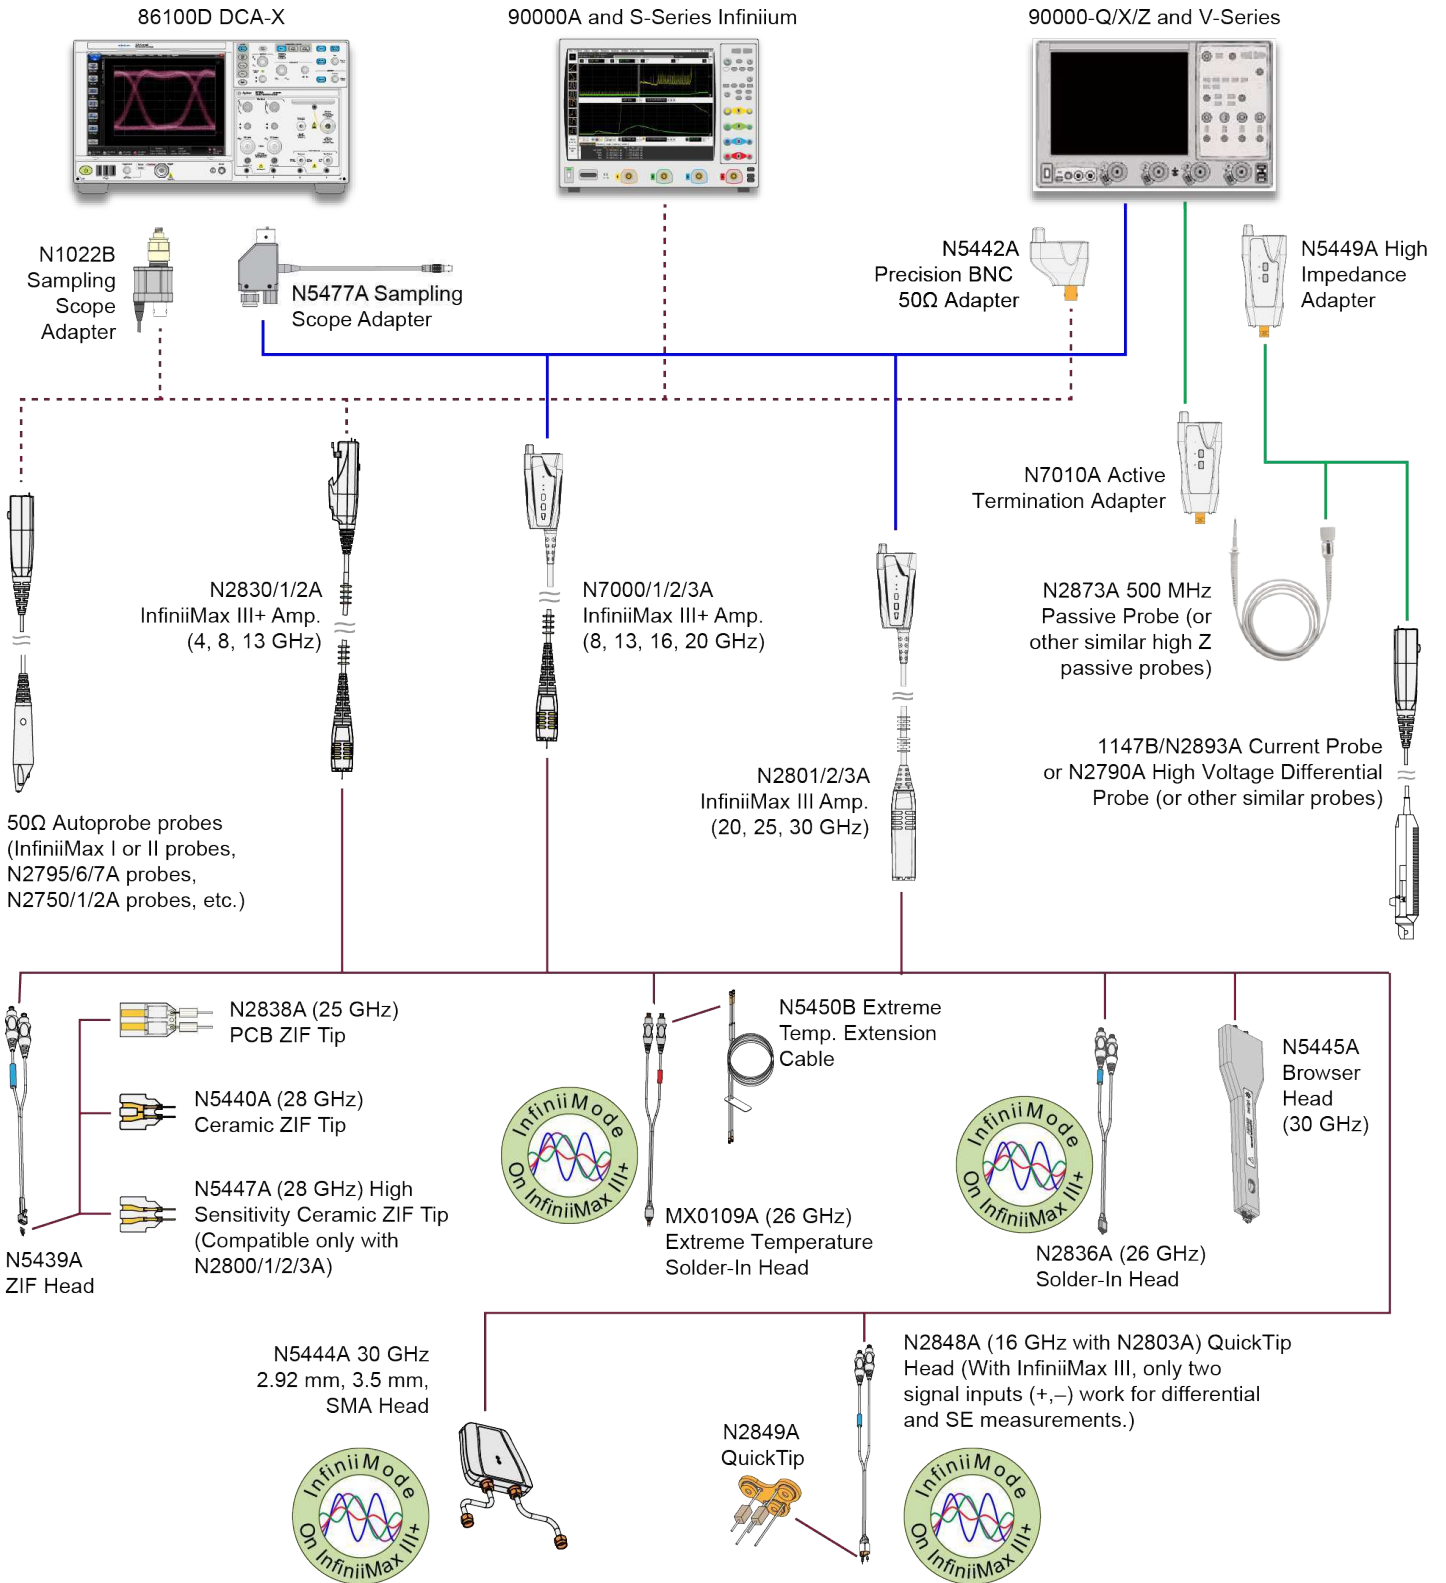 86100D DCA-X
90000A and S-Series Infiniium
90000-Q/X/Z and V-Series
N1022B
Sampling
Scope
Adapter
N5477A Sampling
Scope Adapter
N5442A
Precision BNC
50Ω Adapter
N5449A High
Impedance
Adapter
N7010A Active
Termination Adapter
N2830/1/2A
InfiniiMax III+ Amp.
(4, 8, 13 GHz)
N7000/1/2/3A
InfiniiMax III+ Amp.
(8, 13, 16, 20 GHz)
N2873A 500 MHz
Passive Probe (or
other similar high Z
passive probes)
N2801/2/3A
InfiniiMax III Amp.
(20, 25, 30 GHz)
1147B/N2893A Current Probe
or N2790A High Voltage Differential
Probe (or other similar probes)
50Ω Autoprobe probes
(InfiniiMax I or II probes,
N2795/6/7A probes,
N2750/1/2A probes, etc.)
N2838A (25 GHz)
PCB ZIF Tip
N5440A (28 GHz)
Ceramic ZIF Tip
N5447A (28 GHz) High
Sensitivity Ceramic ZIF Tip
(Compatible only with
N2800/1/2/3A)
N5439A
ZIF Head
N5450B Extreme
Temp. Extension
Cable
InfiniiMode
On InfiniiMax III+
MX0109A (26 GHz)
Extreme Temperature
Solder-In Head
InfiniiMode
On InfiniiMax III+
N2836A (26 GHz)
Solder-In Head
N5445A
Browser
Head
(30 GHz)
N5444A 30 GHz
2.92 mm, 3.5 mm,
SMA Head
InfiniiMode
On InfiniiMax III+
N2849A
QuickTip
N2848A (16 GHz with N2803A) QuickTip
Head (With InfiniiMax III, only two
signal inputs (+,–) work for differential
and SE measurements.)
InfiniiMode
On InfiniiMax III+